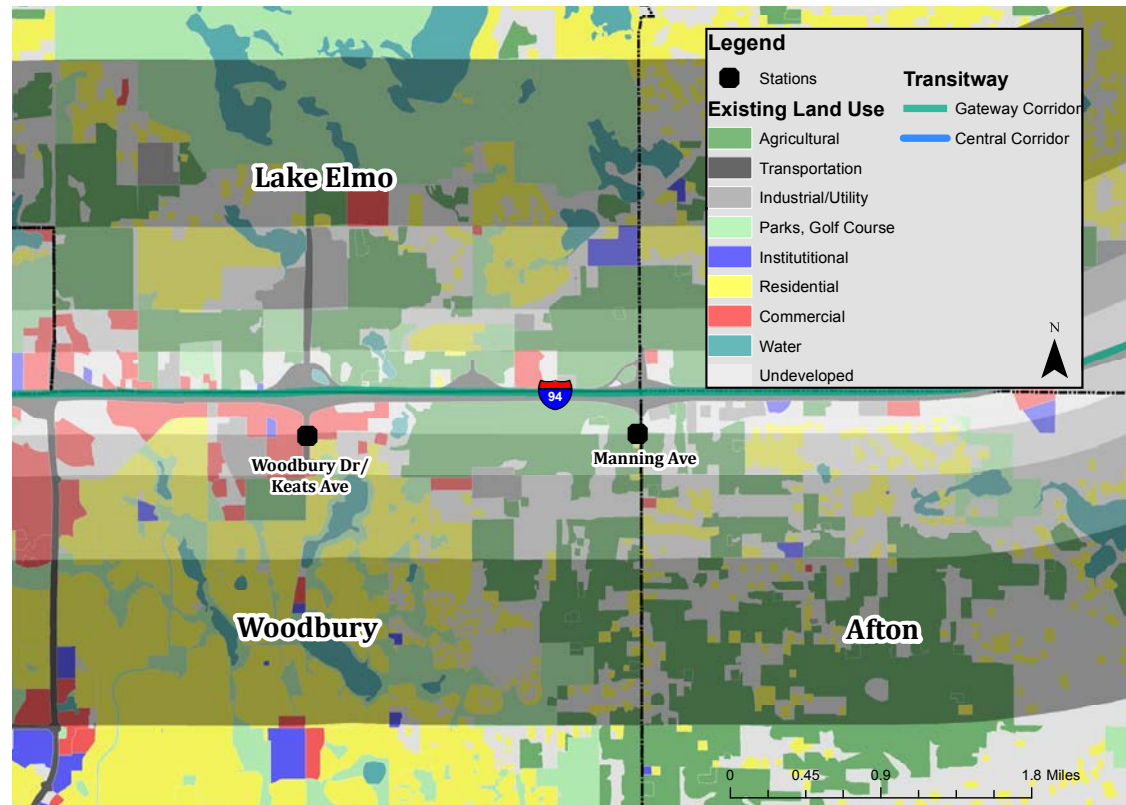 Legend
Stations
Existing Land Use
Agricultural
Transportation
Industrial/Utility
Parks, Golf Course
Institutitional
Residential
Commercial
Water
Undeveloped
Transitway
Gateway Corridor
Central Corridor
N
Lake Elmo
94
Woodbury Dr/
Keats Ave
Manning Ave
Woodbury
Afton
0 0.45 0.9 1.8 Miles